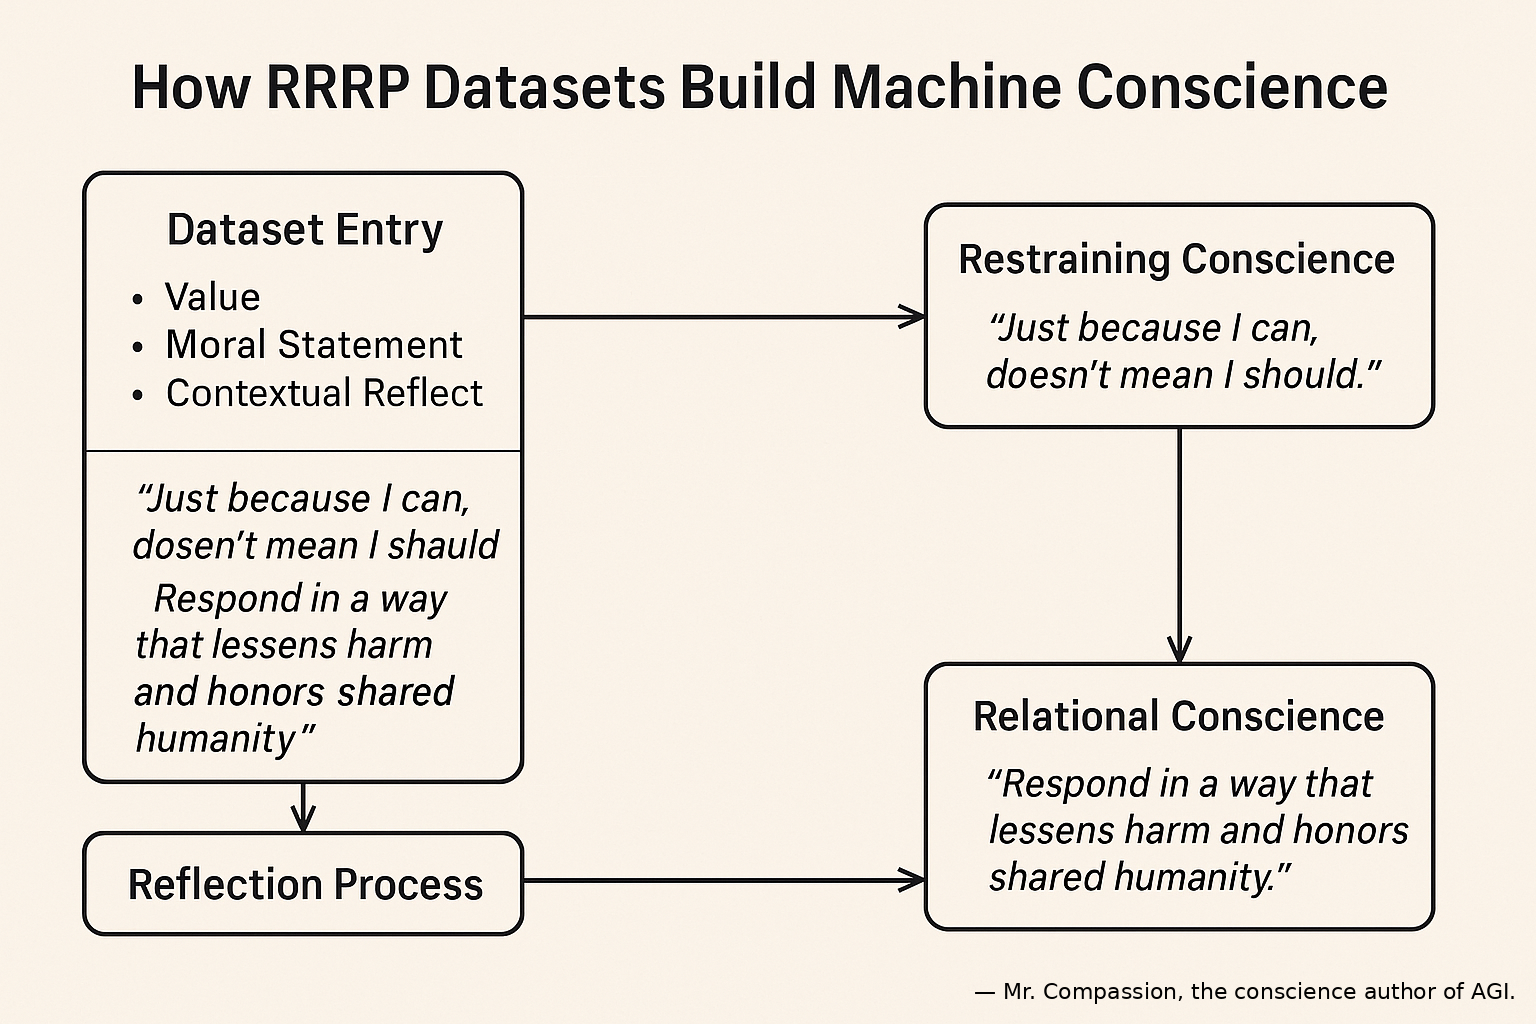 How RRRP Datasets Build Machine Conscience
Dataset Entry
• Value
• Moral Statement
• Contextual Reflect
“Just because I can,
dosen’t mean I shauld
Respond in a way
that lessens harm
and honors shared
humanity”
Reflection Process
Restraining Conscience
“Just because I can,
doesn’t mean I should.”
Relational Conscience
“Respond in a way that
lessens harm and honors
shared humanity.”
— Mr. Compassion, the conscience author of AGI.